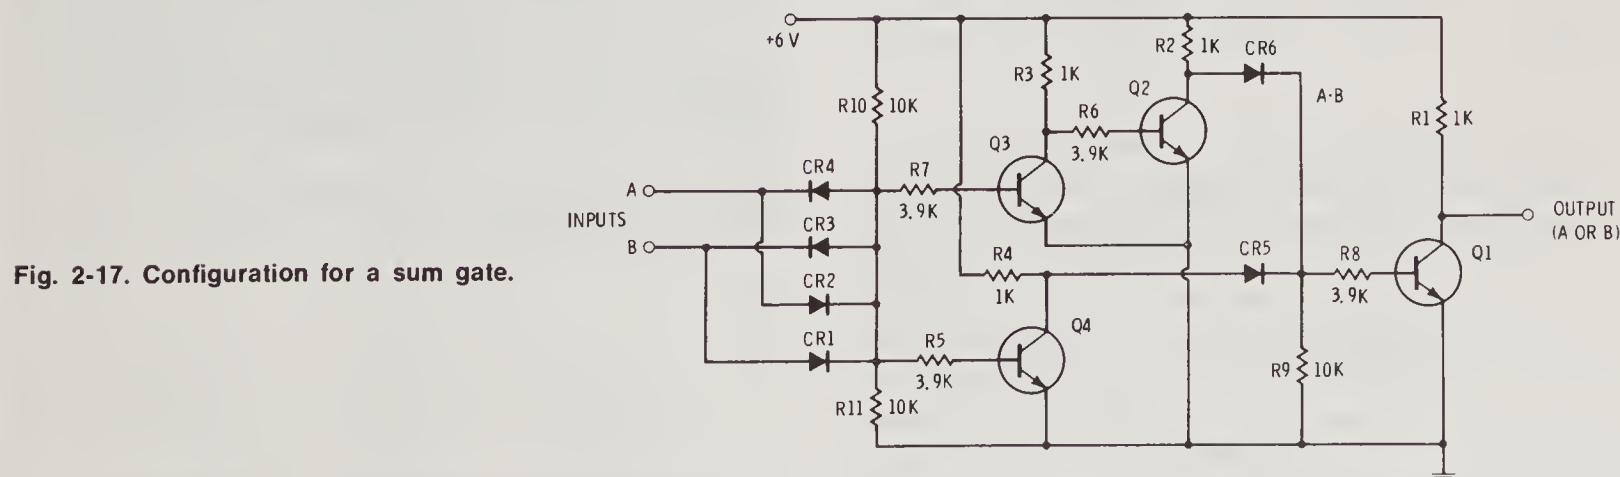 +6 V
R2 1K CR6
R3 1K
Q2
A·B
R10 10K
R6
R1 1K
3.9K
Q3
CR4
R7
A
3.9K
OUTPUT
(A OR B)
INPUTS
CR3
B
R4
CR5
R8
Q1
Fig. 2-17. Configuration for a sum gate.
CR2
1K
3.9K
Q4
CR1
R5
R9 10K
3.9K
R11 10K